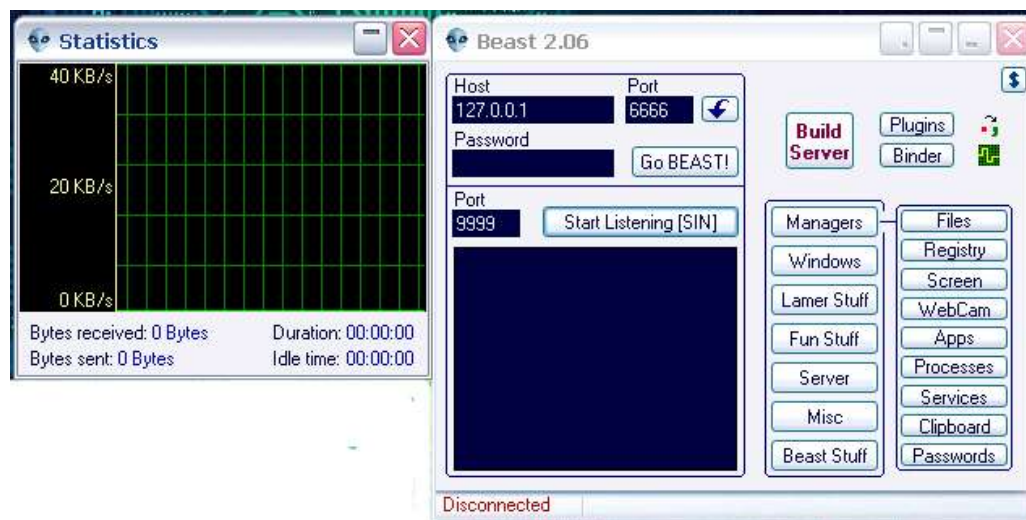 Statistics
40 KB/s
20 KB/s
0 KB/s
Bytes received: 0 Bytes
Duration: 00:00:00
Bytes sent: 0 Bytes
Idle time: 00:00:00
Beast 2.06
Host
Port
127.0.0.1
6666
Password
Go BEAST!
Port
9999
Start Listening [SIN]
Build
Server
Plugins
Binder
Managers
Windows
Lamer Stuff
Fun Stuff
Server
Misc
Beast Stuff
Files
Registry
Screen
WebCam
Apps
Processes
Services
Clipboard
Passwords
Disconnected